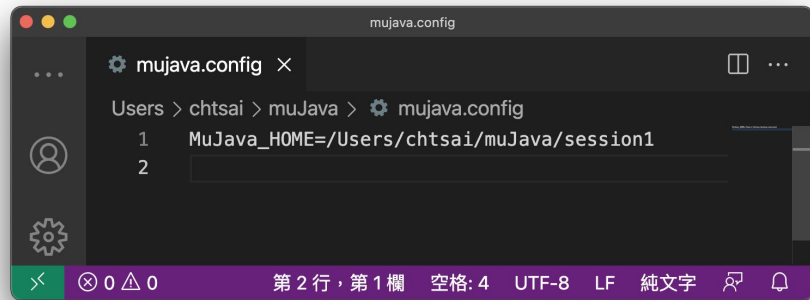 mujava.config
mujava.config
Users > chtsai > muJava > mujava.config
1 MuJava_HOME=/Users/chtsai/muJava/session1
2
0 0 第 2 行,第 1 欄 空格: 4 UTF-8 LF 純文字